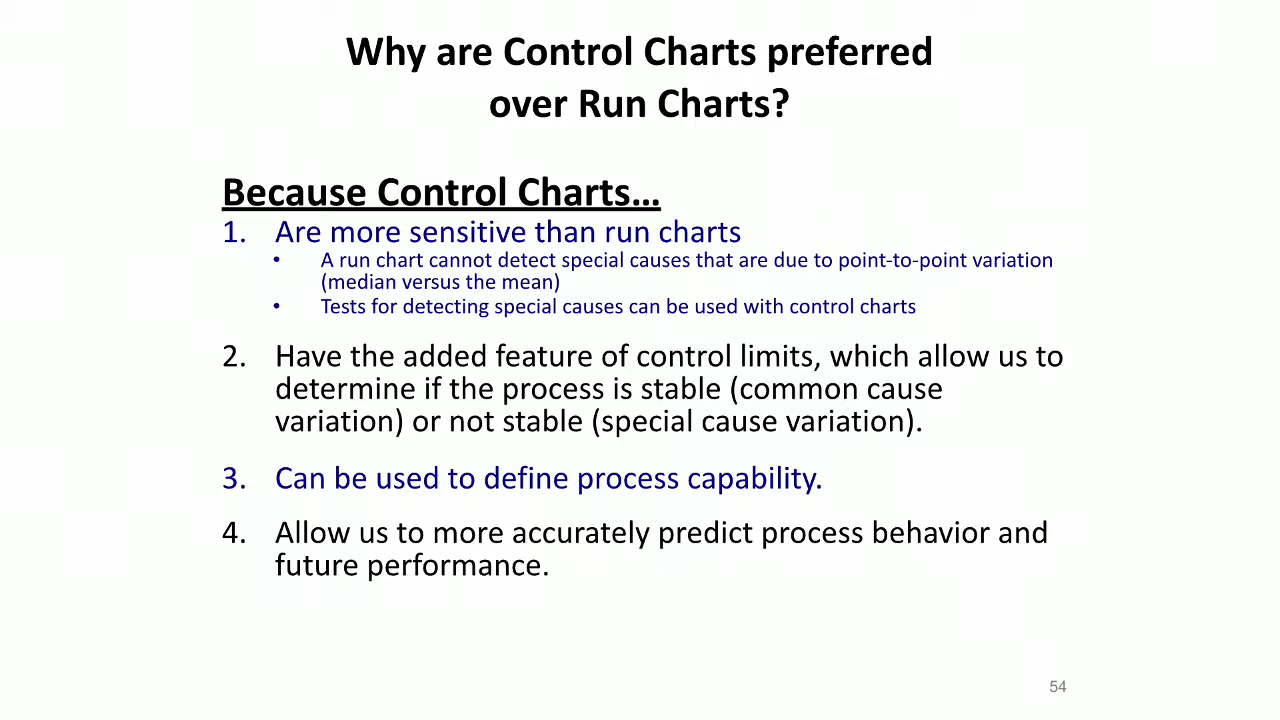 Why are Control Charts preferred
over Run Charts?
Because Control Charts…
1. Are more sensitive than run charts
• A run chart cannot detect special causes that are due to point-to-point variation
(median versus the mean)
• Tests for detecting special causes can be used with control charts
2. Have the added feature of control limits, which allow us to
determine if the process is stable (common cause
variation) or not stable (special cause variation).
3. Can be used to define process capability.
4. Allow us to more accurately predict process behavior and
future performance.
54